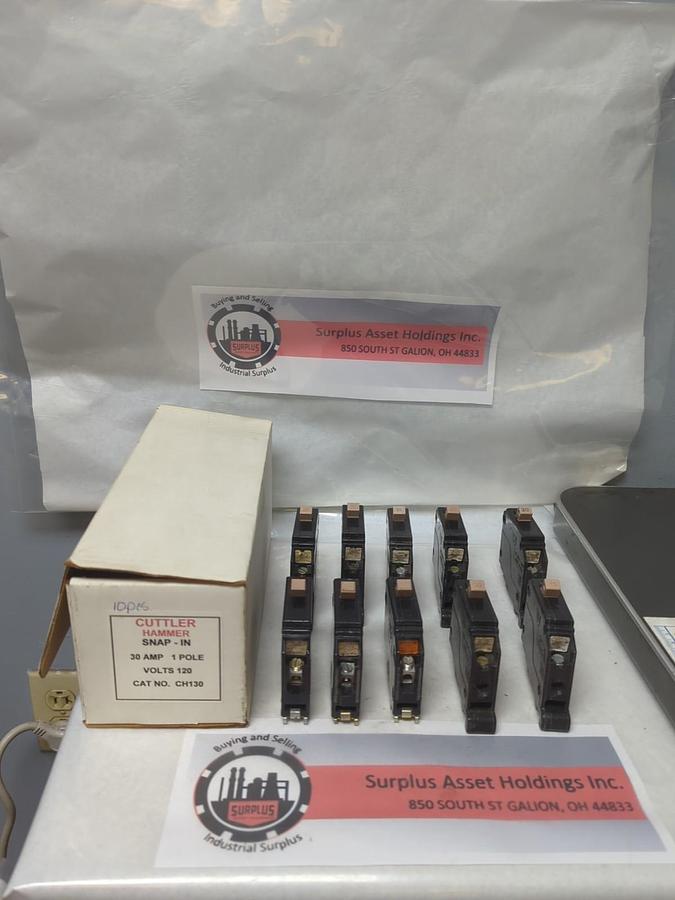 Buying and Selling
SURPLUS
Industrial Surplus
Surplus Asset Holdings Inc.
850 SOUTH ST GALION, OH 44833
10pcs
CUTTLER
HAMMER
SNAP - IN
30 AMP 1 POLE
VOLTS 120
CAT NO. CH130
Buying and Selling
SURPLUS
Industrial Surplus
Surplus Asset Holdings Inc.
850 SOUTH ST GALION, OH 44833